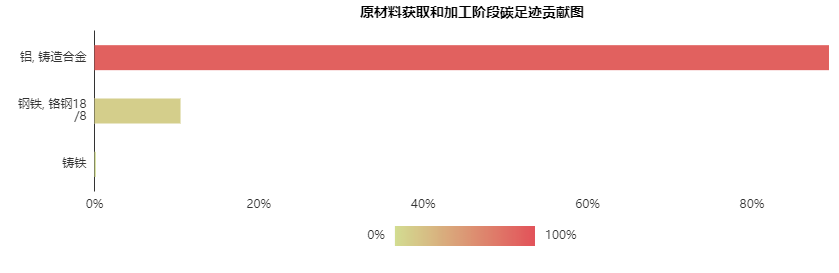 原材料获取和加工阶段碳足迹贡献图
铝, 铸造合金
钢铁, 铬钢18
/8
铸铁
0% 20% 40% 60% 80%
0% 100%